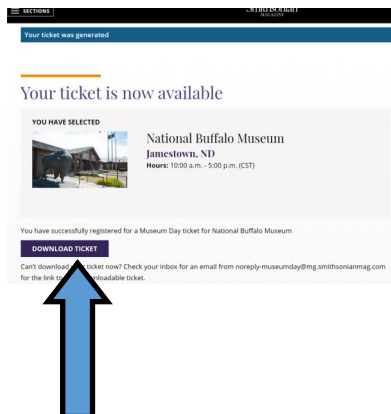 SECTIONS
Smithsonian
MAGAZINE
Your ticket was generated
Your ticket is now available
YOU HAVE SELECTED
National Buffalo Museum
Jamestown, ND
Hours: 10:00 a.m. - 5:00 p.m. (CST)
You have successfully registered for a Museum Day ticket for National Buffalo Museum
DOWNLOAD TICKET
Can't download ticket now? Check your inbox for an email from noreply-museumday@mg.smithsonianmag.com
for the link to nloadable ticket.